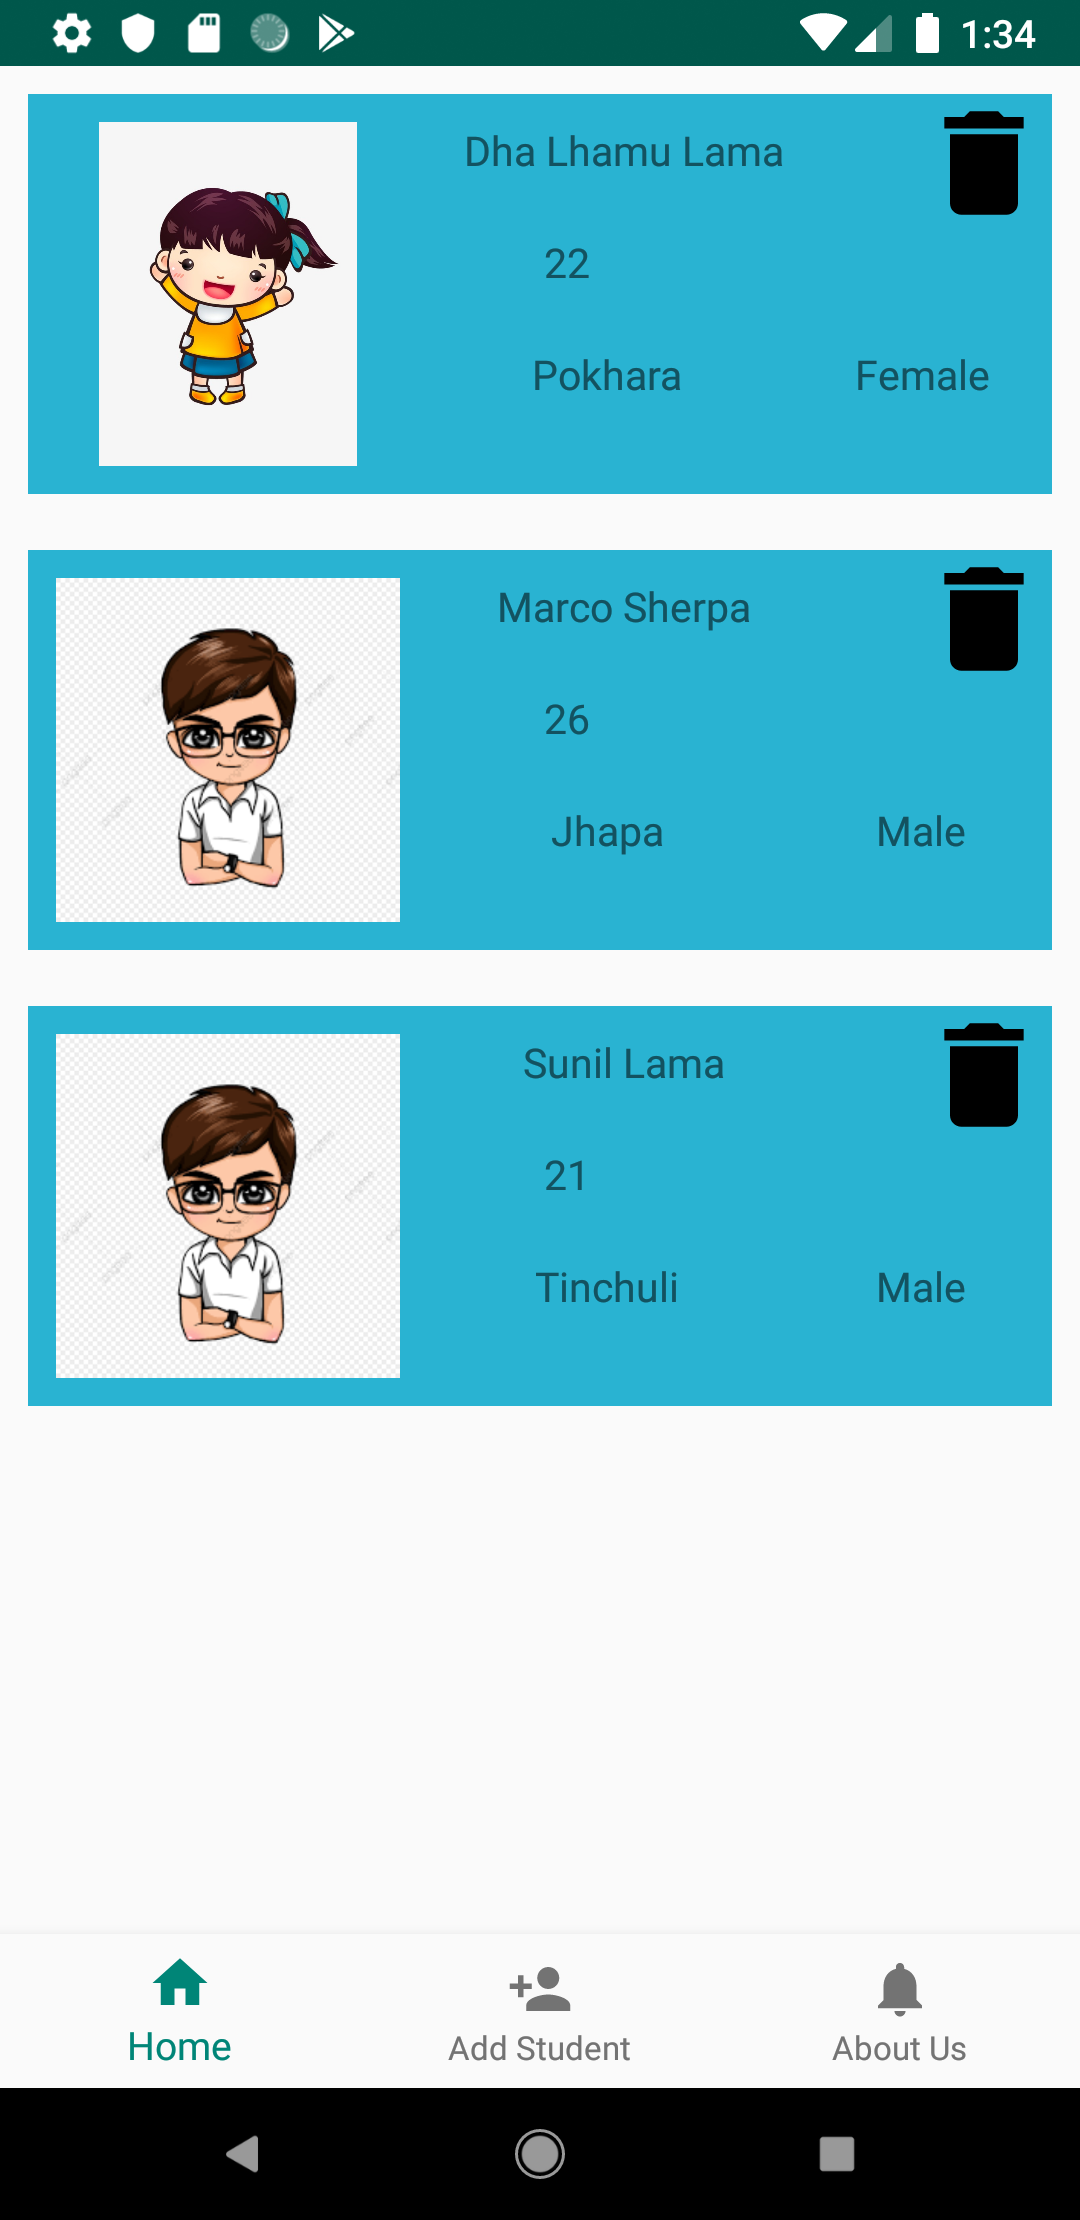 1:34
Dha Lhamu Lama
22
Pokhara Female
Marco Sherpa
26
Jhapa Male
Sunil Lama
21
Tinchuli Male
Home Add Student About Us